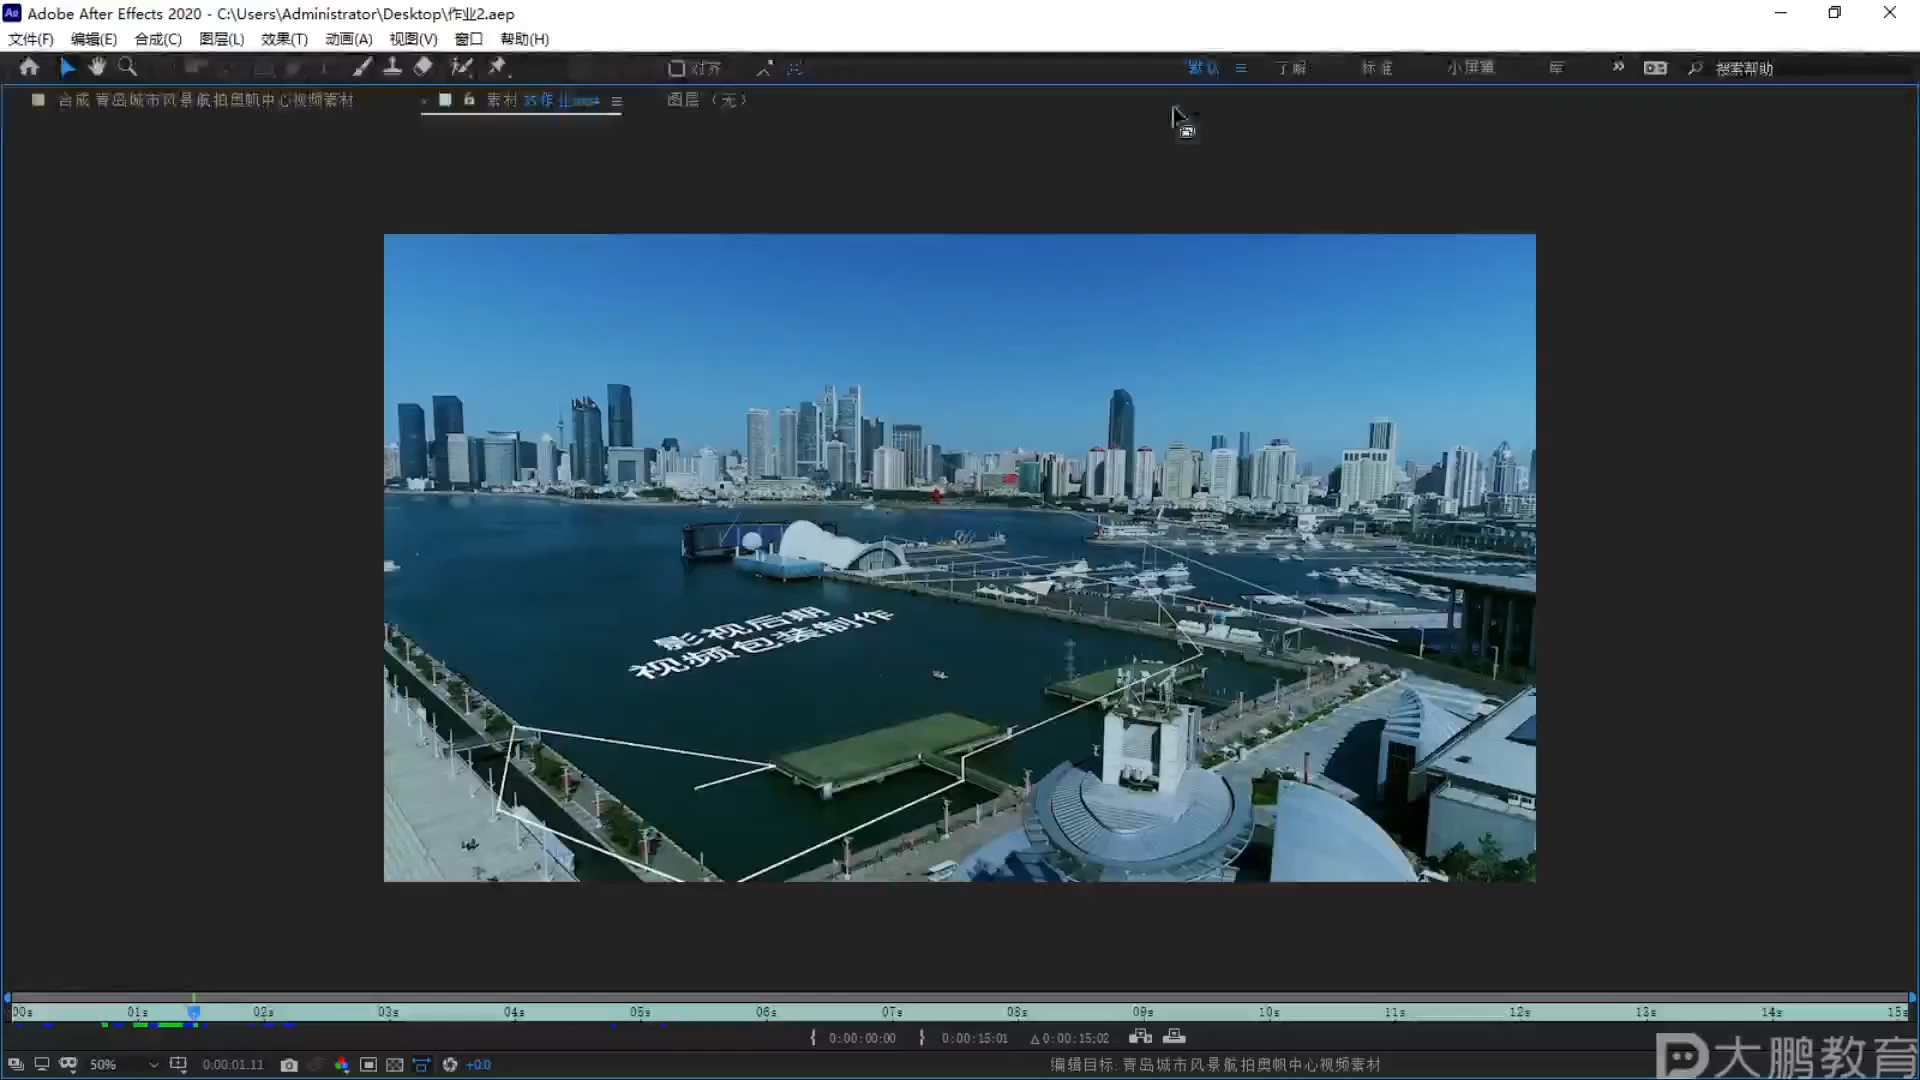 Adobe After Effects 2020 - C:\Users\Administrator\Desktop\作业2.aep
文件(F) 编辑(E) 合成(C) 图层(L) 效果(T) 动画(A) 视图(V) 窗口 帮助(H)
对齐 默认 了解 标准 小屏幕 库 搜索帮助
合成 青岛城市风景航拍奥帆中心视频素材 素材 图层 (无)
影视后期
视频包装制作
00s 01s 02s 03s 04s 05s 06s 07s 08s 09s 10s 11s 12s 13s 14s 15s
0:00:00:00 0:00:15:01 Δ0:00:15:02
50% 0:00:01:11 +0.0 编辑目标: 青岛城市风景航拍奥帆中心视频素材
大鹏教育